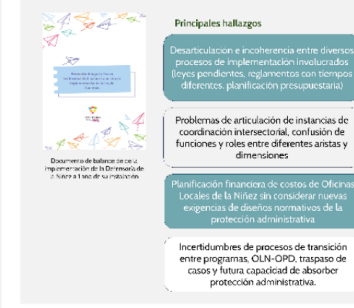 Principales hallazgos
Desarticulación e incoherencia entre diversos
procesos de implementación involucrados
(leyes pendientes, reglamentos con tiempos
diferentes, planificación presupuestaria)
Problemas de articulación de instancias de
coordinación intersectorial, confusión de
funciones y roles entre diferentes aristas y
dimensiones
Planificación financiera de costos de Oficinas
Locales de la Niñez sin considerar nuevas
exigencias de diseños normativos de la
protección administrativa
Incertidumbres de procesos de transición
entre programas, OLN-OPD, traspaso de
casos y futura capacidad de absorber
protección administrativa.
Documento de balance de la
implementación de la Defensoría de
la Niñez a 1 año de su instalación